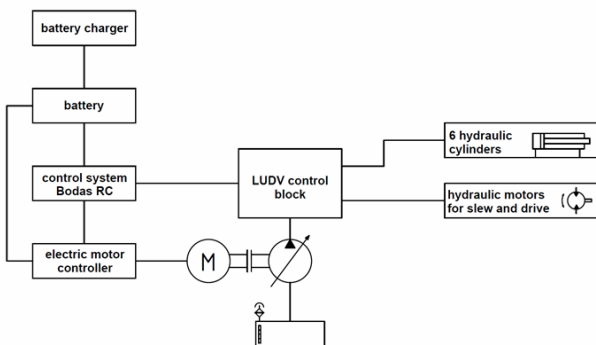 battery charger
battery
control system
Bodas RC
electric motor
controller
M
LUDV control
block
6 hydraulic
cylinders
hydraulic motors
for slew and drive